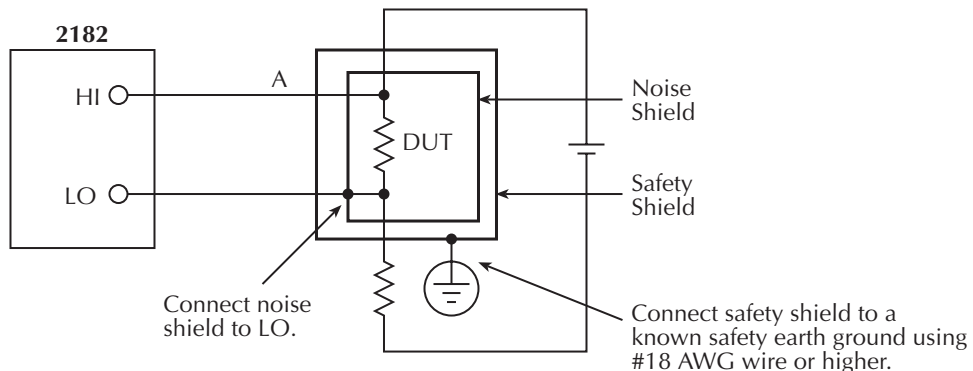 2182
HI
A
DUT
LO
Noise
Shield
Safety
Shield
Connect noise
shield to LO.
Connect safety shield to a
known safety earth ground using
#18 AWG wire or higher.